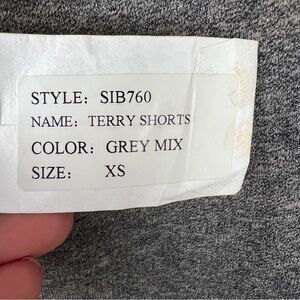 STYLE: SIB760
NAME: TERRY SHORTS
COLOR: GREY MIX
SIZE: XS